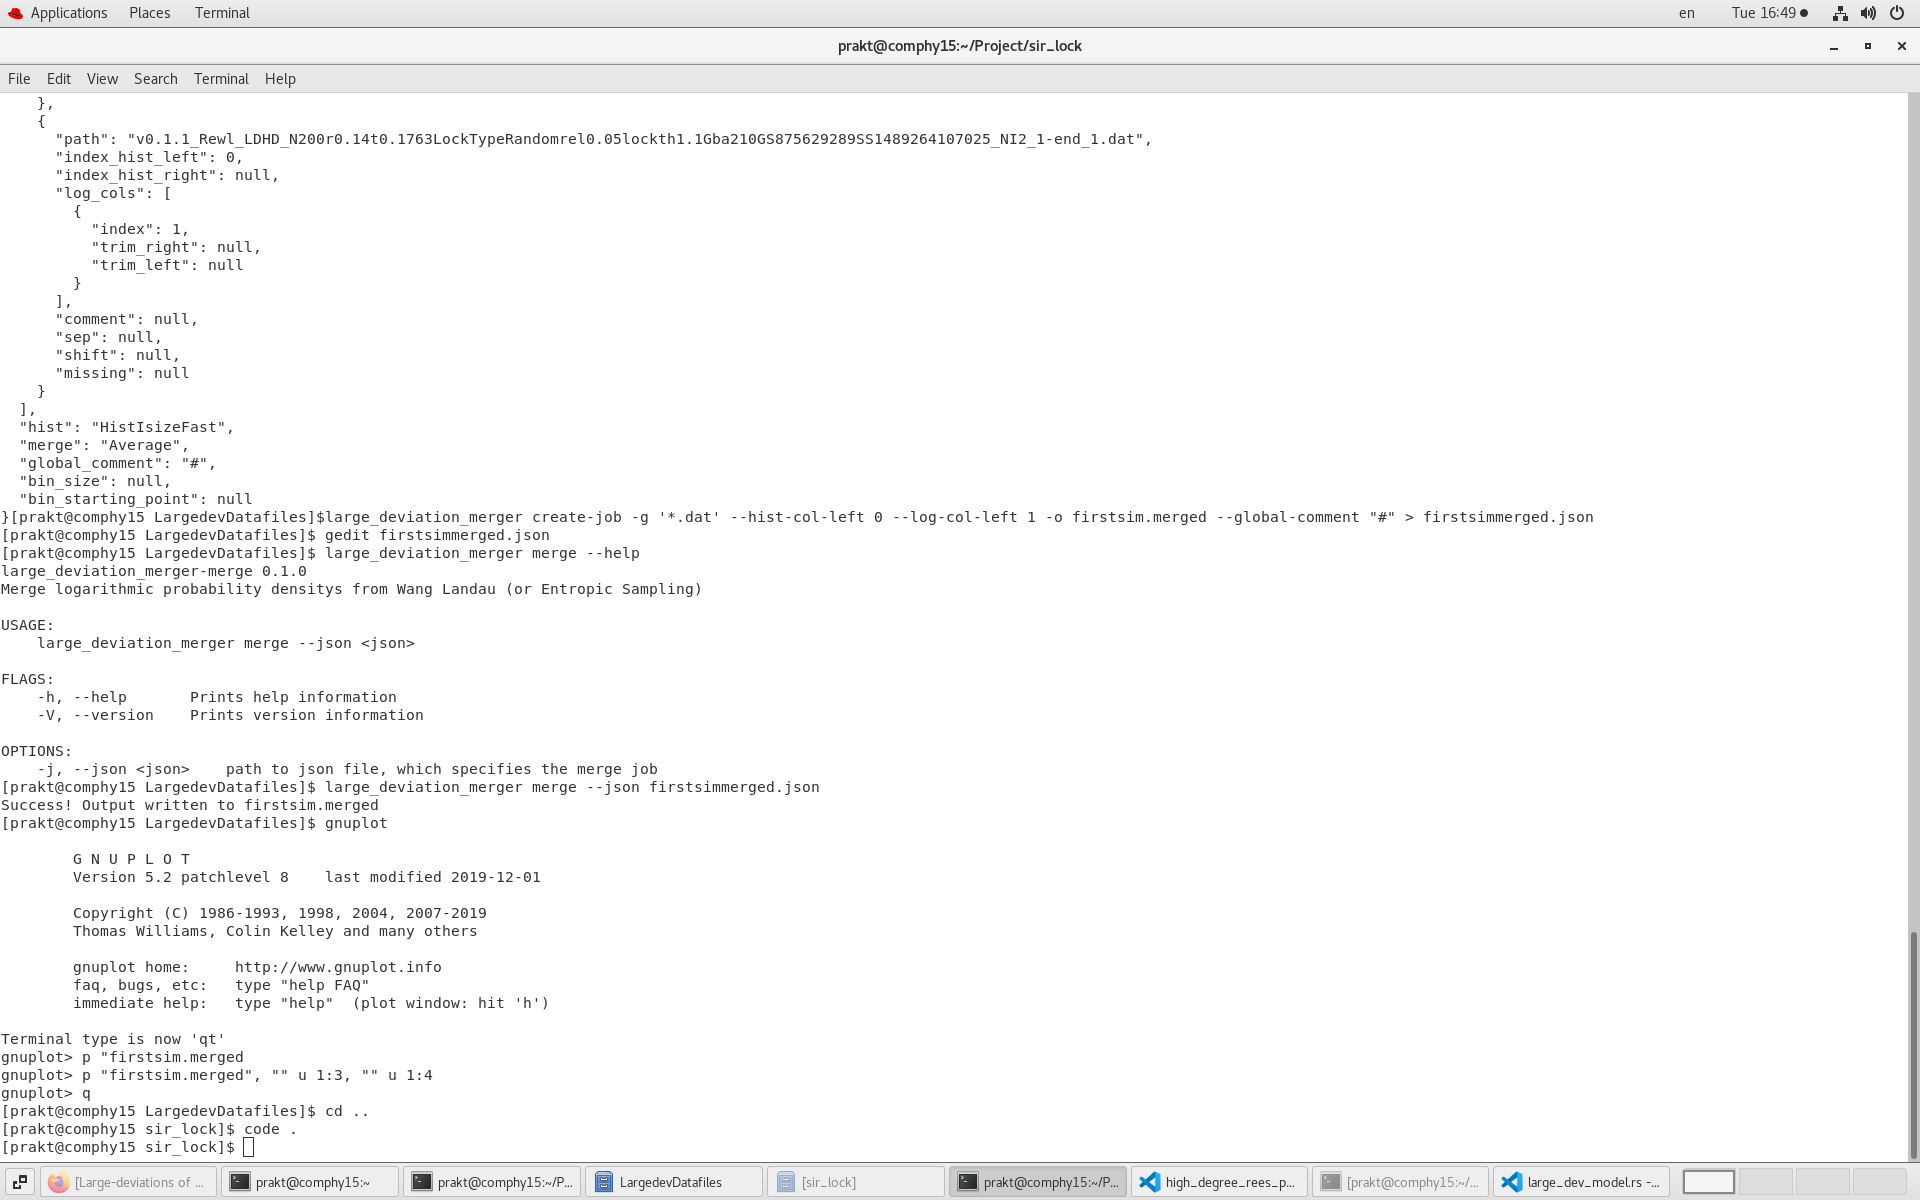 Applications Places Terminal en Tue 16:49
prakt@comphy15:~/Project/sir_lock
File Edit View Search Terminal Help
    },
    {
      "path": "v0.1.1_Rewl_LDHD_N200r0.14t0.1763LockTypeRandomrel0.05lockth1.1Gba210GS875629289SS1489264107025_NI2_1-end_1.dat",
      "index_hist_left": 0,
      "index_hist_right": null,
      "log_cols": [
        {
          "index": 1,
          "trim_right": null,
          "trim_left": null
        }
      ],
      "comment": null,
      "sep": null,
      "shift": null,
      "missing": null
    }
  ],
  "hist": "HistIsizeFast",
  "merge": "Average",
  "global_comment": "#",
  "bin_size": null,
  "bin_starting_point": null
}[prakt@comphy15 LargedevDatafiles]$large_deviation_merger create-job -g '*.dat' --hist-col-left 0 --log-col-left 1 -o firstsim.merged --global-comment "#" > firstsimmerged.json
[prakt@comphy15 LargedevDatafiles]$ gedit firstsimmerged.json
[prakt@comphy15 LargedevDatafiles]$ large_deviation_merger merge --help
large_deviation_merger-merge 0.1.0
Merge logarithmic probability densitys from Wang Landau (or Entropic Sampling)
USAGE:
    large_deviation_merger merge --json <json>
FLAGS:
    -h, --help       Prints help information
    -V, --version    Prints version information
OPTIONS:
    -j, --json <json>    path to json file, which specifies the merge job
[prakt@comphy15 LargedevDatafiles]$ large_deviation_merger merge --json firstsimmerged.json
Success! Output written to firstsim.merged
[prakt@comphy15 LargedevDatafiles]$ gnuplot
        G N U P L O T
        Version 5.2 patchlevel 8    last modified 2019-12-01
        Copyright (C) 1986-1993, 1998, 2004, 2007-2019
        Thomas Williams, Colin Kelley and many others
        gnuplot home:     http://www.gnuplot.info
        faq, bugs, etc:   type "help FAQ"
        immediate help:   type "help"  (plot window: hit 'h')
Terminal type is now 'qt'
gnuplot> p "firstsim.merged
gnuplot> p "firstsim.merged", "" u 1:3, "" u 1:4
gnuplot> q
[prakt@comphy15 LargedevDatafiles]$ cd ..
[prakt@comphy15 sir_lock]$ code .
[prakt@comphy15 sir_lock]$
[Large-deviations of ... prakt@comphy15:~ prakt@comphy15:~/P... LargedevDatafiles [sir_lock] prakt@comphy15:~/P... high_degree_rees_p... [prakt@comphy15:~/... large_dev_model.rs -...